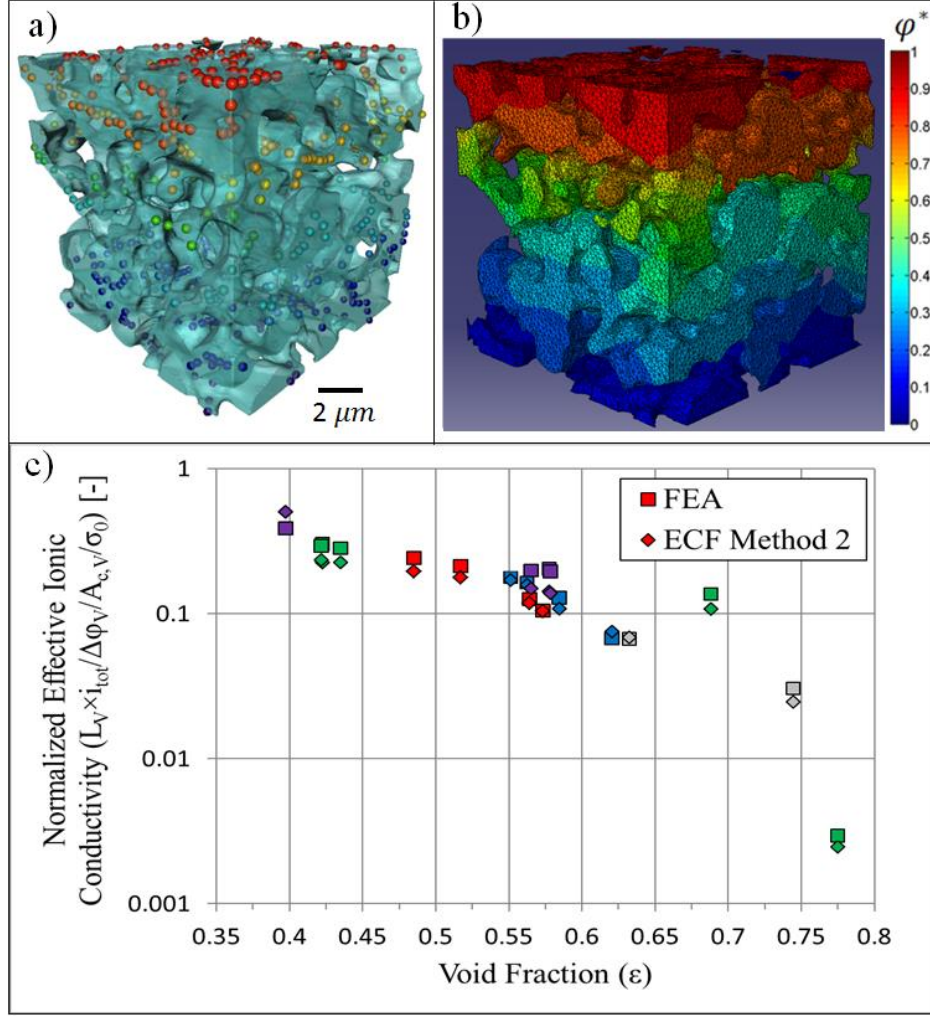 a)
2 μm
b)
φ*
1
0.9
0.8
0.7
0.6
0.5
0.4
0.3
0.2
0.1
0
c)
Normalized Effective Ionic
Conductivity (L_V×i_tot/Δφ_V/A_c,V/σ_0) [-]
1
0.1
0.01
0.001
FEA
ECF Method 2
0.35 0.4 0.45 0.5 0.55 0.6 0.65 0.7 0.75 0.8
Void Fraction (ε)